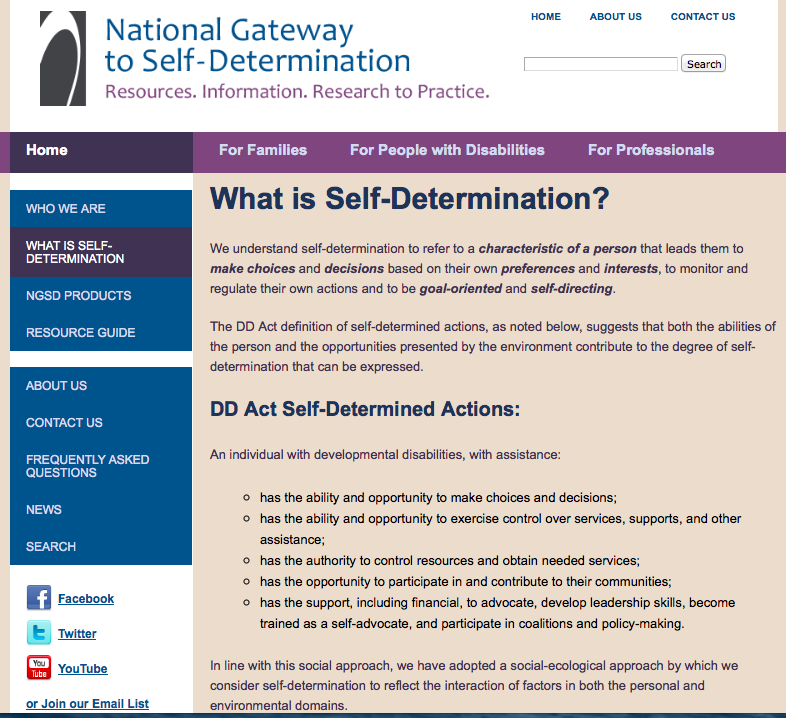 National Gateway
to Self-Determination
Resources. Information. Research to Practice.
HOME ABOUT US CONTACT US
Search
Home For Families For People with Disabilities For Professionals
WHO WE ARE
WHAT IS SELF-
DETERMINATION
NGSD PRODUCTS
RESOURCE GUIDE
ABOUT US
CONTACT US
FREQUENTLY ASKED
QUESTIONS
NEWS
SEARCH
Facebook
Twitter
You
Tube
YouTube
or Join our Email List
What is Self-Determination?
We understand self-determination to refer to a characteristic of a person that leads them to
make choices and decisions based on their own preferences and interests, to monitor and
regulate their own actions and to be goal-oriented and self-directing.
The DD Act definition of self-determined actions, as noted below, suggests that both the abilities of
the person and the opportunities presented by the environment contribute to the degree of self-
determination that can be expressed.
DD Act Self-Determined Actions:
An individual with developmental disabilities, with assistance:
has the ability and opportunity to make choices and decisions;
has the ability and opportunity to exercise control over services, supports, and other
assistance;
has the authority to control resources and obtain needed services;
has the opportunity to participate in and contribute to their communities;
has the support, including financial, to advocate, develop leadership skills, become
trained as a self-advocate, and participate in coalitions and policy-making.
In line with this social approach, we have adopted a social-ecological approach by which we
consider self-determination to reflect the interaction of factors in both the personal and
environmental domains.